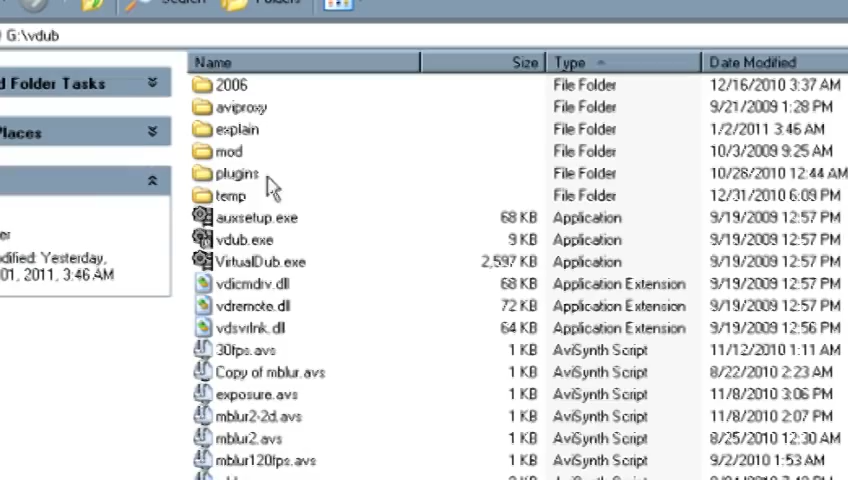 Search Folders
G:\vdub
Name Size Type Date Modified
d Folder Tasks
Places
dified: Yesterday,
01, 2011, 3:46 AM
2006 File Folder 12/16/2010 3:37 AM
aviproxy File Folder 9/21/2009 1:28 PM
explain File Folder 1/2/2011 3:46 AM
mod File Folder 10/3/2009 9:25 AM
plugins File Folder 10/28/2010 12:44 AM
temp File Folder 12/31/2010 6:09 PM
auxsetup.exe 68 KB Application 9/19/2009 12:57 PM
vdub.exe 9 KB Application 9/19/2009 12:57 PM
VirtualDub.exe 2,597 KB Application 9/19/2009 12:57 PM
vdicmdrv.dll 68 KB Application Extension 9/19/2009 12:57 PM
vdremote.dll 72 KB Application Extension 9/19/2009 12:57 PM
vdsvrlnk.dll 64 KB Application Extension 9/19/2009 12:56 PM
30fps.avs 1 KB AviSynth Script 11/12/2010 1:11 AM
Copy of mblur.avs 1 KB AviSynth Script 8/22/2010 2:23 AM
exposure.avs 1 KB AviSynth Script 11/8/2010 3:06 PM
mblur2-2d.avs 1 KB AviSynth Script 11/8/2010 2:07 PM
mblur2.avs 1 KB AviSynth Script 8/25/2010 12:30 AM
mblur120fps.avs 1 KB AviSynth Script 9/2/2010 1:53 AM